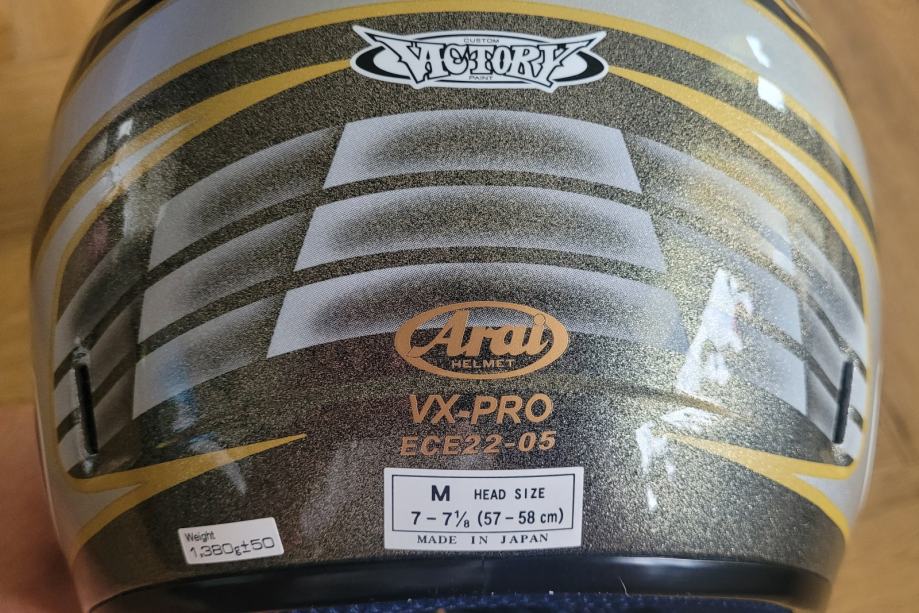 CUSTOM
FACTORY
PAINT
Arai
HELMET
VX-PRO
ECE22-05
M HEAD SIZE
7 – 7⅛ (57 – 58 cm)
MADE IN JAPAN
Weight
1,380g±50